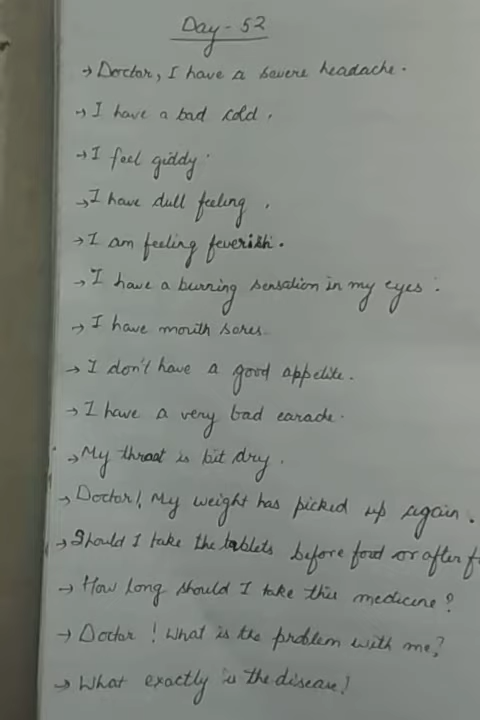 Day - 52
→ Doctor, I have a severe headache.
→ I have a bad cold.
→ I feel giddy.
→ I have dull feeling.
→ I am feeling feverish.
→ I have a burning sensation in my eyes.
→ I have mouth sores.
→ I don't have a good appetite.
→ I have a very bad earache.
→ My throat is bit dry.
→ Doctor! My weight has picked up again.
→ Should I take the tablets before food or after f
→ How long should I take this medicine?
→ Doctor! What is the problem with me?
→ What exactly is the disease?